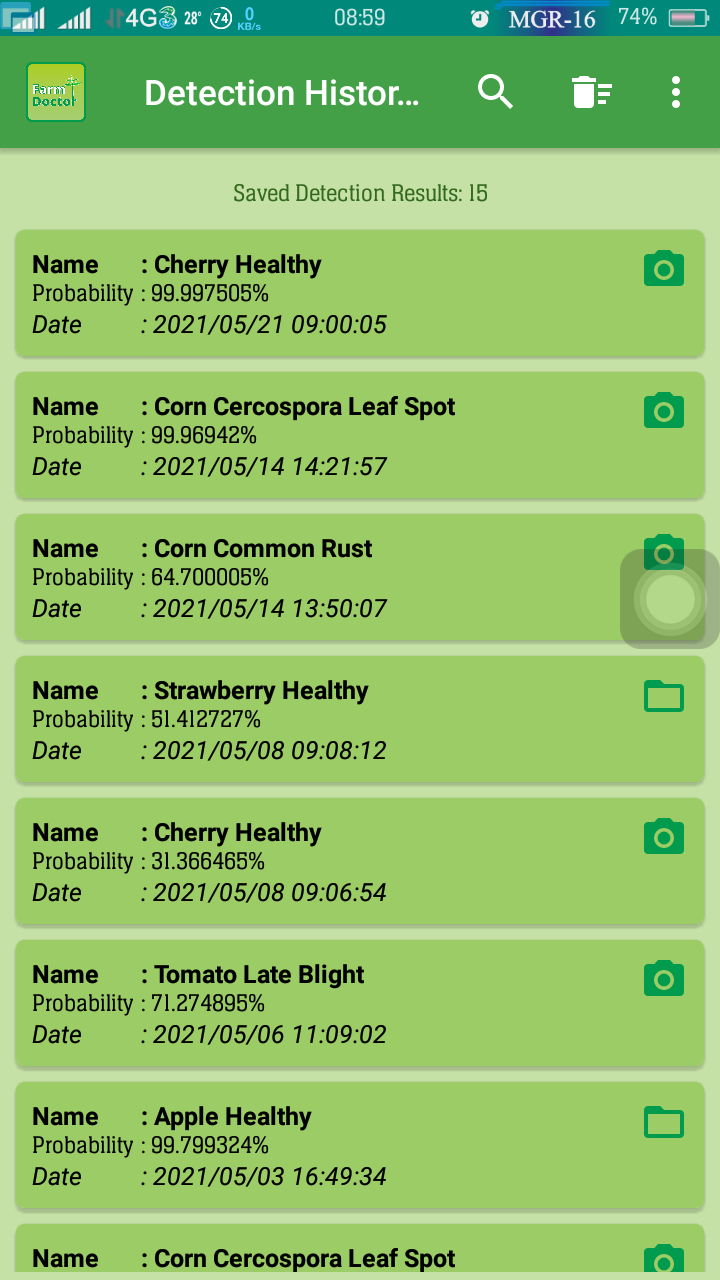 4G 28° 74 0 KB/s 08:59 MGR-16 74%
Farm Doctor
Detection Histor...
Saved Detection Results: 15
Name : Cherry Healthy
Probability : 99.997505%
Date : 2021/05/21 09:00:05
Name : Corn Cercospora Leaf Spot
Probability : 99.96942%
Date : 2021/05/14 14:21:57
Name : Corn Common Rust
Probability : 64.700005%
Date : 2021/05/14 13:50:07
Name : Strawberry Healthy
Probability : 51.412727%
Date : 2021/05/08 09:08:12
Name : Cherry Healthy
Probability : 31.366465%
Date : 2021/05/08 09:06:54
Name : Tomato Late Blight
Probability : 71.274895%
Date : 2021/05/06 11:09:02
Name : Apple Healthy
Probability : 99.799324%
Date : 2021/05/03 16:49:34
Name : Corn Cercospora Leaf Spot